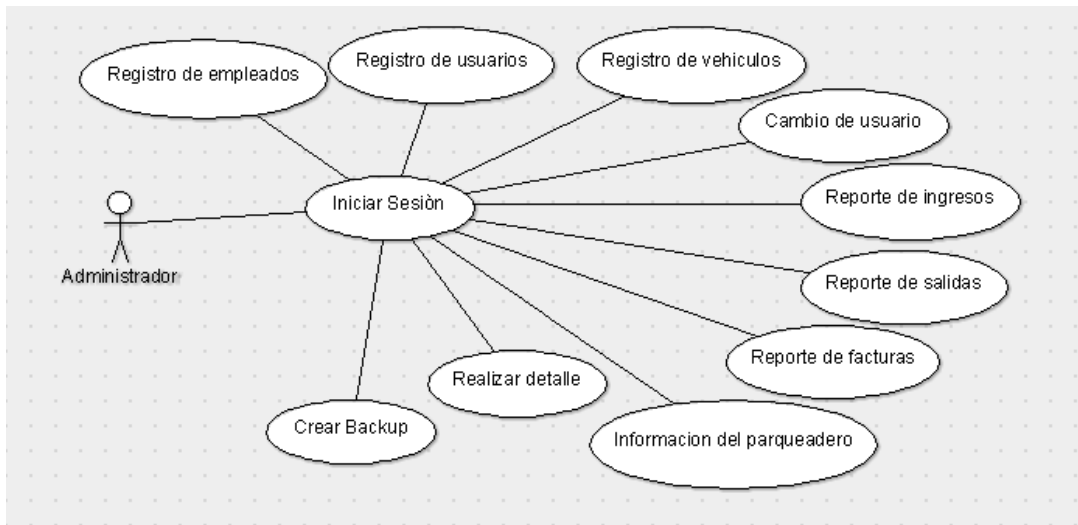 Registro de empleados
Registro de usuarios
Registro de vehiculos
Cambio de usuario
Iniciar Sesiòn
Reporte de ingresos
Administrador
Reporte de salidas
Reporte de facturas
Realizar detalle
Crear Backup
Informacion del parqueadero